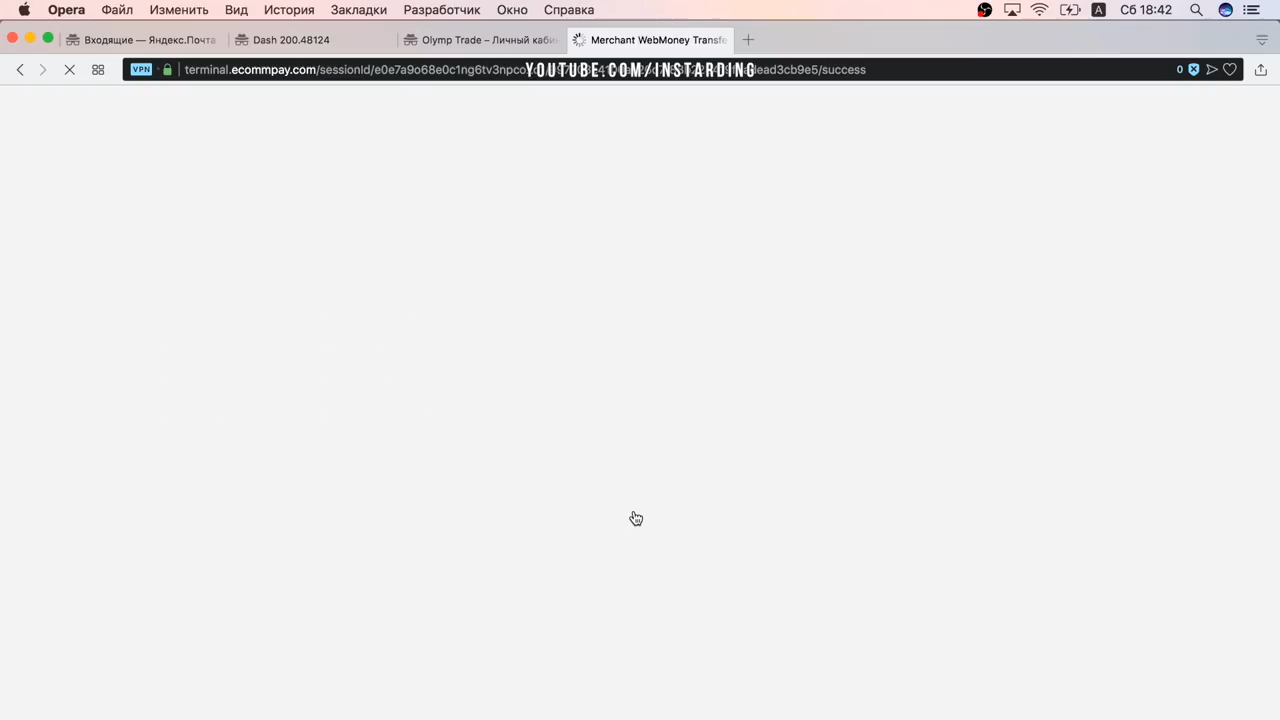 Opera Файл Изменить Вид История Закладки Разработчик Окно Справка A Сб 18:42
Входящие — Яндекс.Почта Dash 200.48124 Olymp Trade – Личный каби Merchant WebMoney Transfe
VPN terminal.ecommpay.com/sessionId/e0e7a9o68e0c1ng6tv3npco ead3cb9e5/success 0
YOUTUBE.COM/INSTARDING